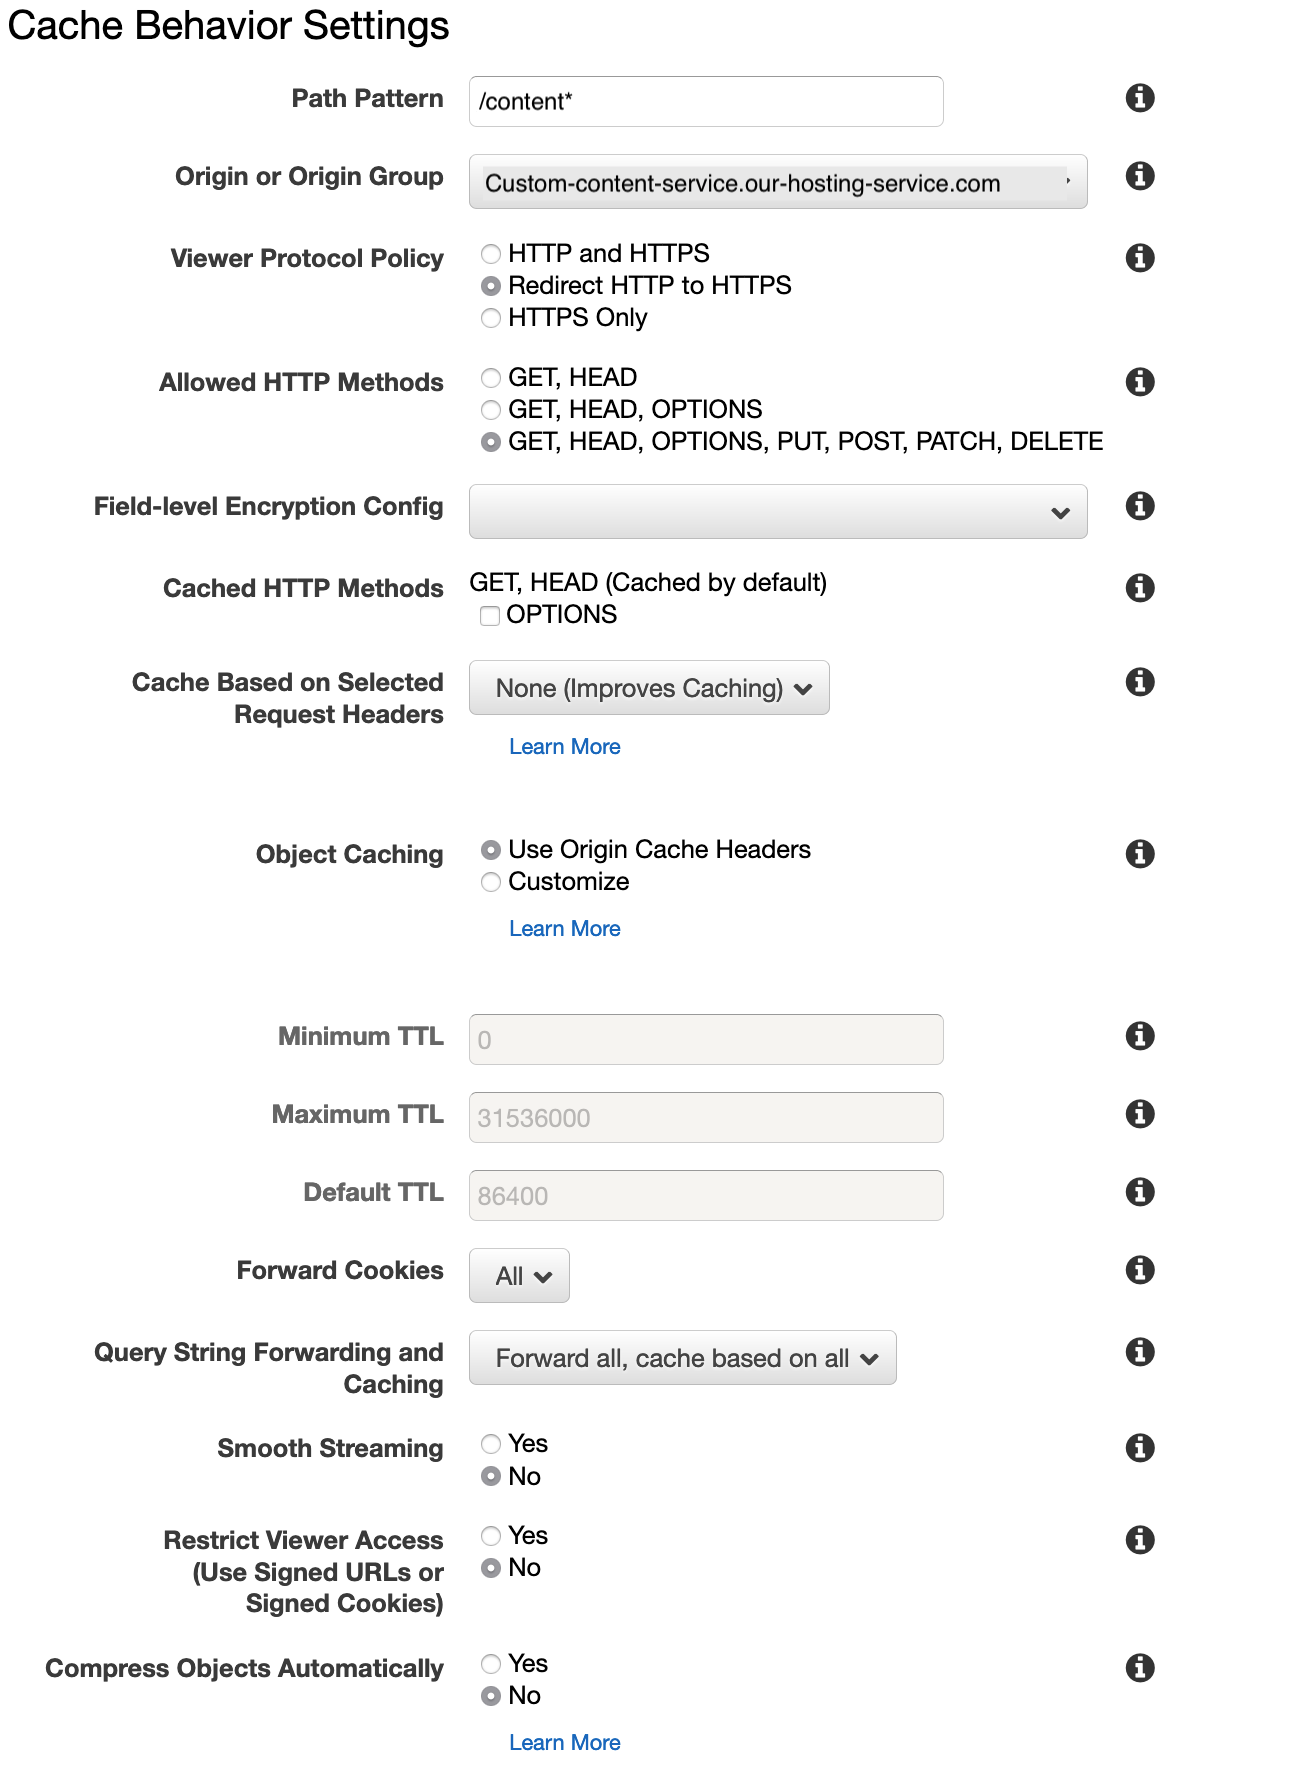 Cache Behavior Settings
Path Pattern
/content*
Origin or Origin Group
Custom-content-service.our-hosting-service.com
Viewer Protocol Policy
HTTP and HTTPS
Redirect HTTP to HTTPS
HTTPS Only
Allowed HTTP Methods
GET, HEAD
GET, HEAD, OPTIONS
GET, HEAD, OPTIONS, PUT, POST, PATCH, DELETE
Field-level Encryption Config
Cached HTTP Methods
GET, HEAD (Cached by default)
OPTIONS
Cache Based on Selected
Request Headers
None (Improves Caching)
Learn More
Object Caching
Use Origin Cache Headers
Customize
Learn More
Minimum TTL
0
Maximum TTL
31536000
Default TTL
86400
Forward Cookies
All
Query String Forwarding and
Caching
Forward all, cache based on all
Smooth Streaming
Yes
No
Restrict Viewer Access
(Use Signed URLs or
Signed Cookies)
Yes
No
Compress Objects Automatically
Yes
No
Learn More